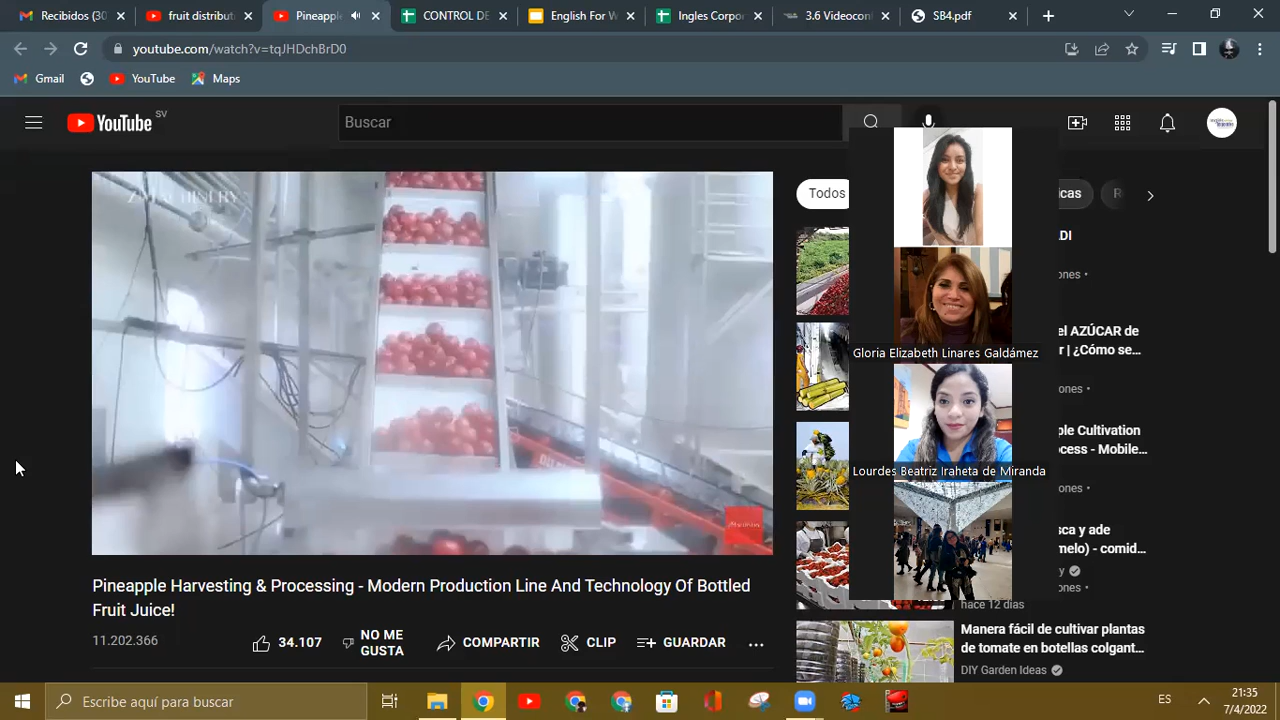 Recibidos (30
fruit distributi
Pineapple
CONTROL DE
English For W
Ingles Corpor
3.6 Videoconf
SB4.pdf
youtube.com/watch?v=tqJHDchBrD0
Gmail
YouTube
Maps
YouTube SV
Buscar
Todos
icas
R
DI
ones •
el AZÚCAR de
r | ¿Cómo se...
ones •
ple Cultivation
ocess - Mobile...
ones •
sca y ade
melo) - comid...
y
ones •
hace 12 días
Manera fácil de cultivar plantas
de tomate en botellas colgant...
DIY Garden Ideas
Gloria Elizabeth Linares Galdámez
Lourdes Beatriz Iraheta de Miranda
Pineapple Harvesting & Processing - Modern Production Line And Technology Of Bottled
Fruit Juice!
11.202.366
34.107
NO ME
GUSTA
COMPARTIR
CLIP
GUARDAR
Escribe aquí para buscar
ES
21:35
7/4/2022